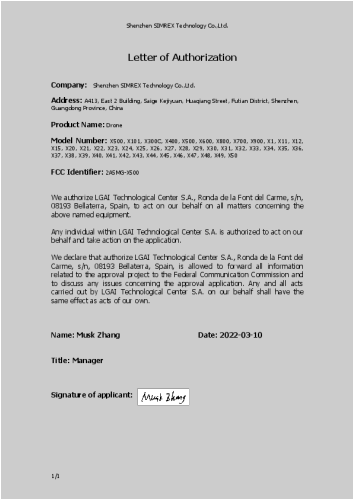 Shenzhen SIMREX Technology Co.,Ltd.
Letter of Authorization
Company: Shenzhen SIMREX Technology Co.,Ltd.
Address: A413, East 2 Building, Saige Kejiyuan, Huaqiang Street, Futian District, Shenzhen,
Guangdong Province, China
Product Name: Drone
Model Number: X500, X101, X300C, X400, X500, X600, X800, X700, X900, X1, X11, X12,
X15, X20, X21, X22, X23, X24, X25, X26, X27, X28, X29, X30, X31, X32, X33, X34, X35, X36,
X37, X38, X39, X40, X41, X42, X43, X44, X45, X46, X47, X48, X49, X50
FCC Identifier: 2ASMG-X500
We authorize LGAI Technological Center S.A., Ronda de la Font del Carme, s/n,
08193 Bellaterra, Spain, to act on our behalf on all matters concerning the
above named equipment.
Any individual within LGAI Technological Center S.A. is authorized to act on our
behalf and take action on the application.
We declare that authorize LGAI Technological Center S.A., Ronda de la Font del
Carme, s/n, 08193 Bellaterra, Spain, is allowed to forward all information
related to the approval project to the Federal Communication Commission and
to discuss any issues concerning the approval application. Any and all acts
carried out by LGAI Technological Center S.A. on our behalf shall have the
same effect as acts of our own.
Name: Musk Zhang Date: 2022-03-10
Title: Manager
Signature of applicant: Musk Zhang
1/1